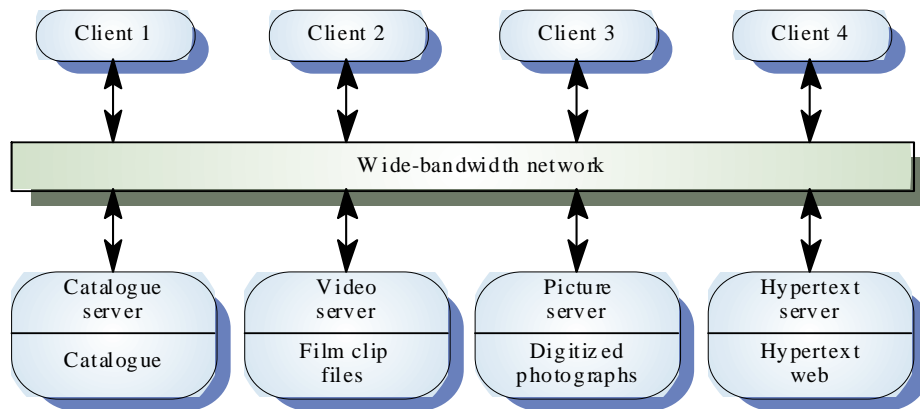 Client 1
Client 2
Client 3
Client 4
Wide-bandwidth network
Catalogue
server
Catalogue
Video
server
Film clip
files
Picture
server
Digitized
photographs
Hypertext
server
Hypertext
web